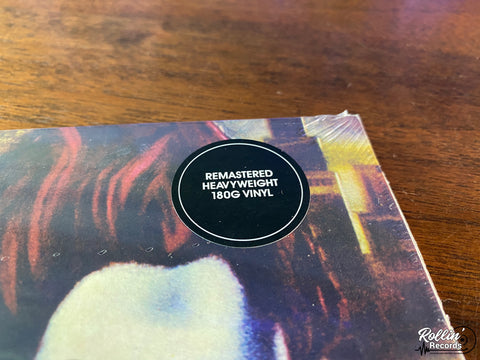 REMASTERED
HEAVYWEIGHT
180G VINYL
Rollin'
Records